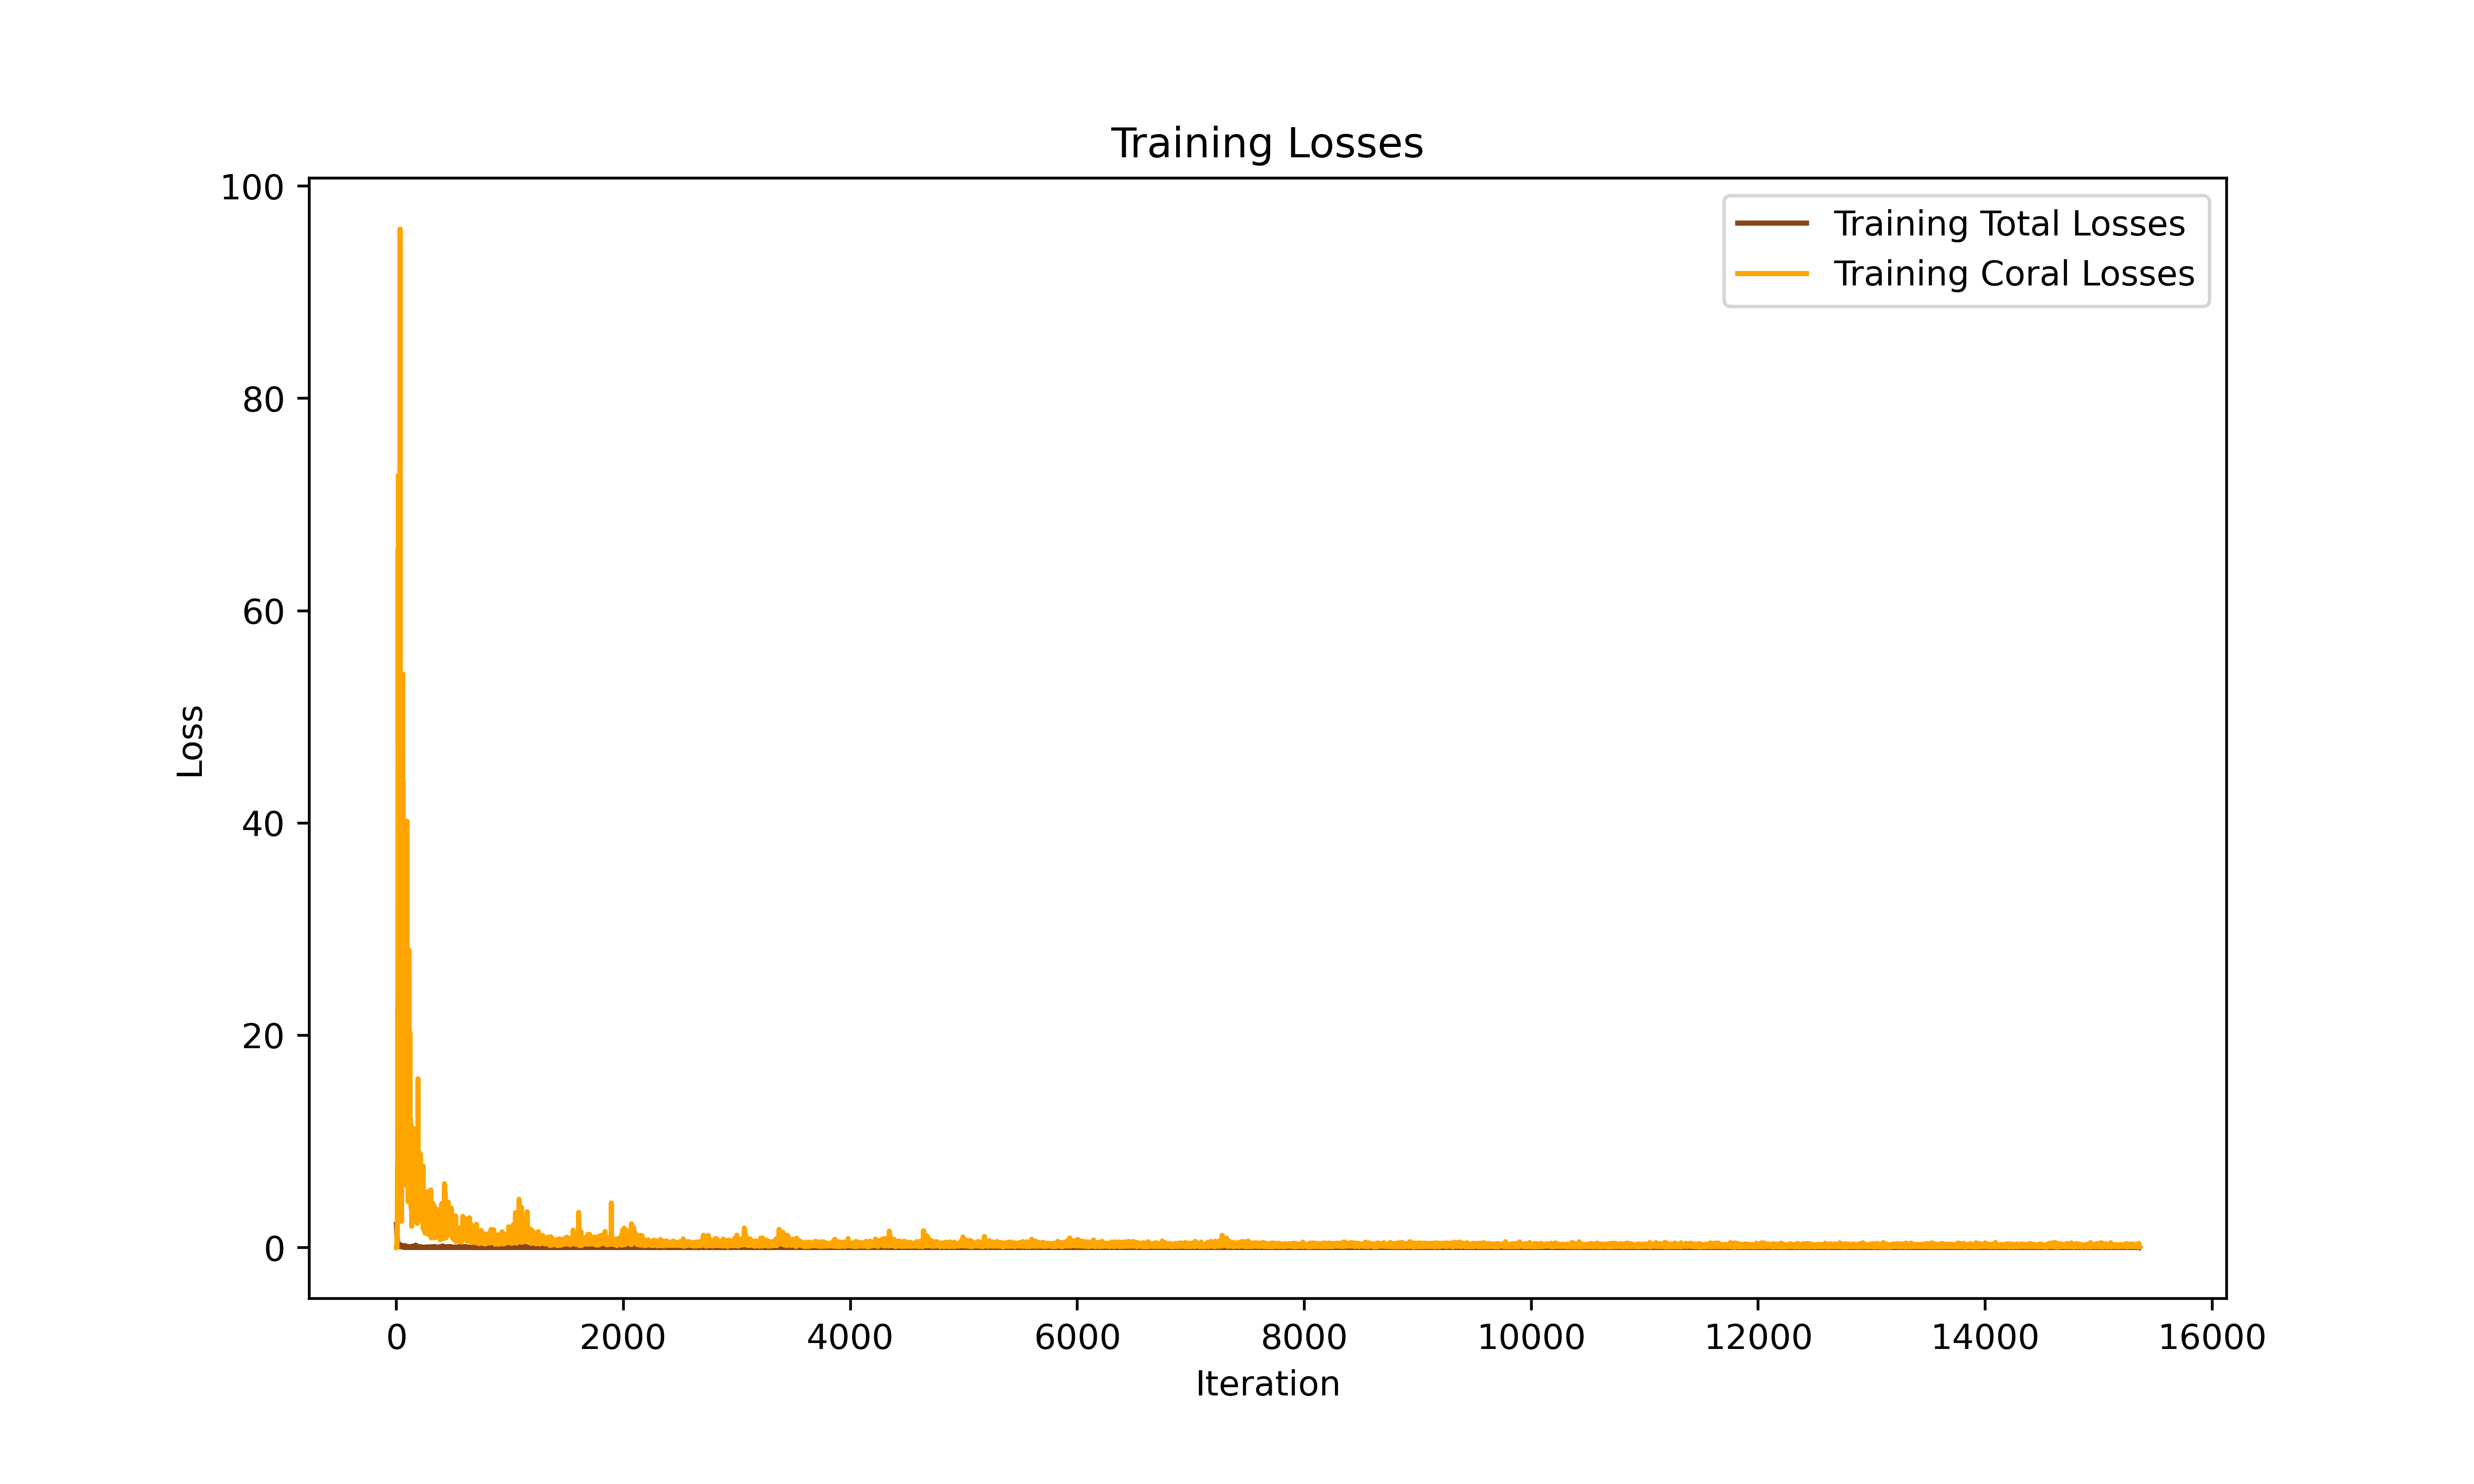 Training Losses
100
80
60
40
20
0
Loss
Training Total Losses
Training Coral Losses
0 2000 4000 6000 8000 10000 12000 14000 16000
Iteration